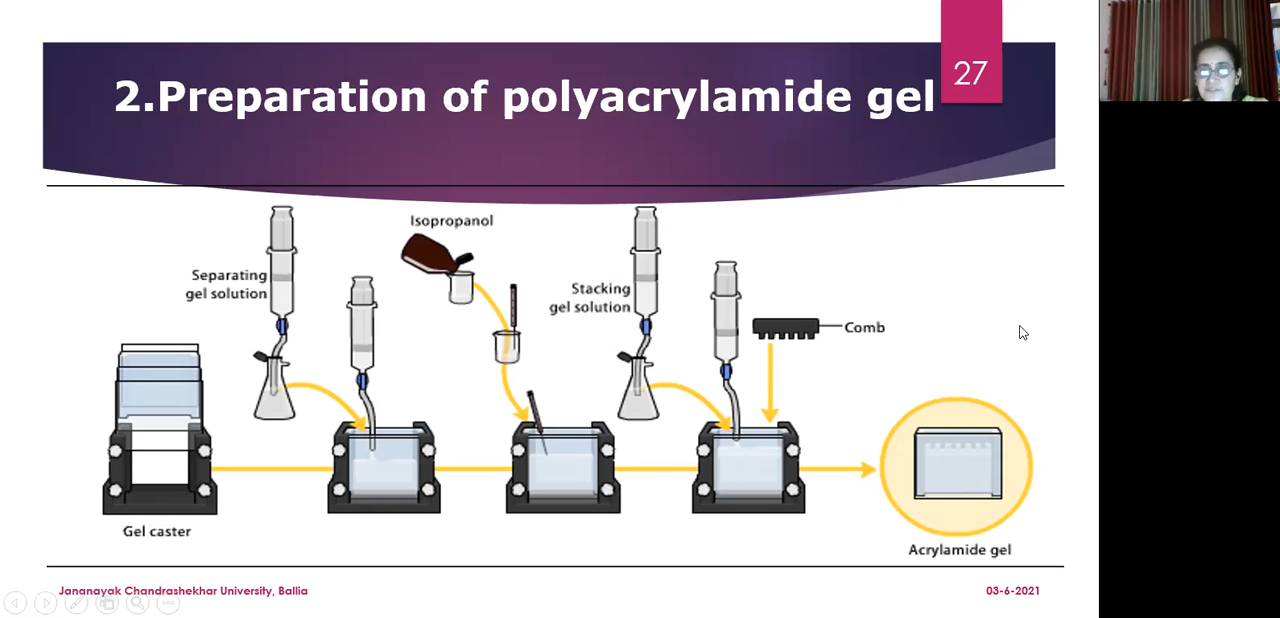 2.Preparation of polyacrylamide gel
27
Isopropanol
Separating
gel solution
Stacking
gel solution
Comb
Gel caster
Acrylamide gel
Jananayak Chandrashekhar University, Ballia
03-6-2021